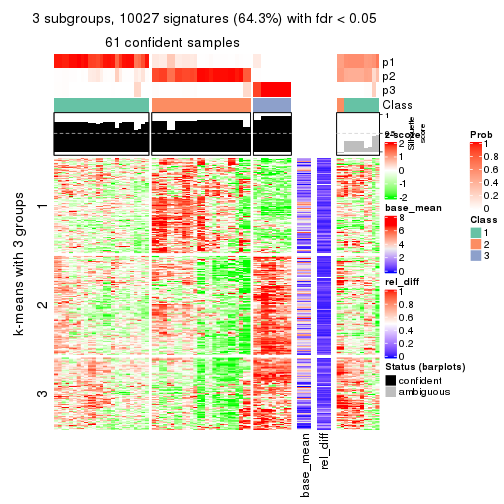 3 subgroups, 10027 signatures (64.3%) with fdr < 0.05
61 confident samples
p1
p2
p3
Class
1
0.5
Silhouette
score
k-means with 3 groups
1
2
3
base_mean
rel_diff
z-score
2
1
0
-1
-2
base_mean
8
6
4
2
0
rel_diff
1
0.8
0.6
0.4
0.2
0
Status (barplots)
confident
ambiguous
Prob
1
0.8
0.6
0.4
0.2
0
Class
1
2
3